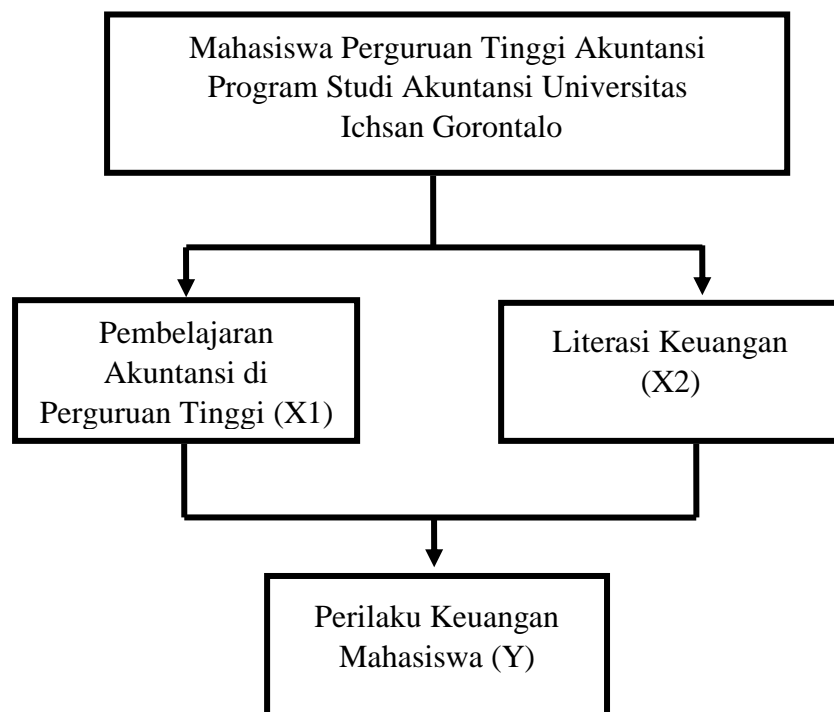 Mahasiswa Perguruan Tinggi Akuntansi
Program Studi Akuntansi Universitas
Ichsan Gorontalo
Pembelajaran
Akuntansi di
Perguruan Tinggi (X1)
Literasi Keuangan
(X2)
Perilaku Keuangan
Mahasiswa (Y)